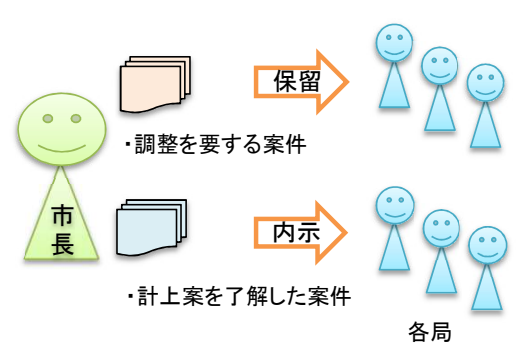 保留
・調整を要する案件
市
長
内示
・計上案を了解した案件
各局